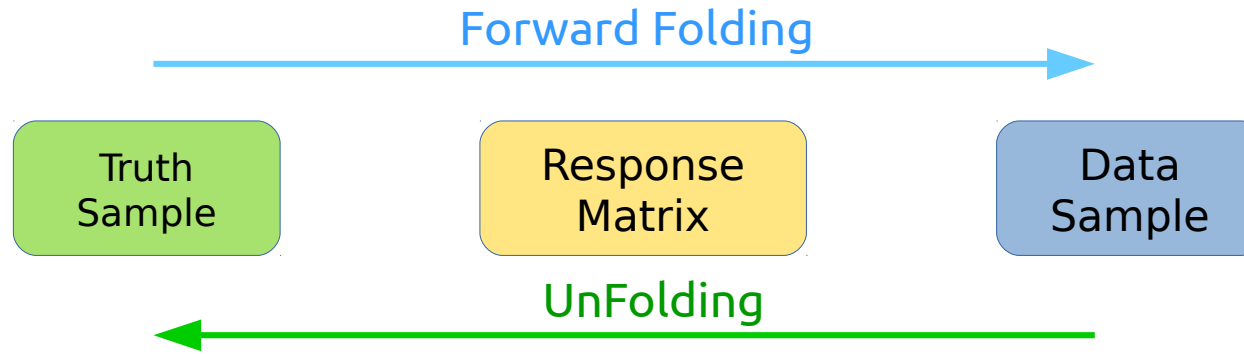 Forward Folding
Truth
Sample
Response
Matrix
Data
Sample
UnFolding